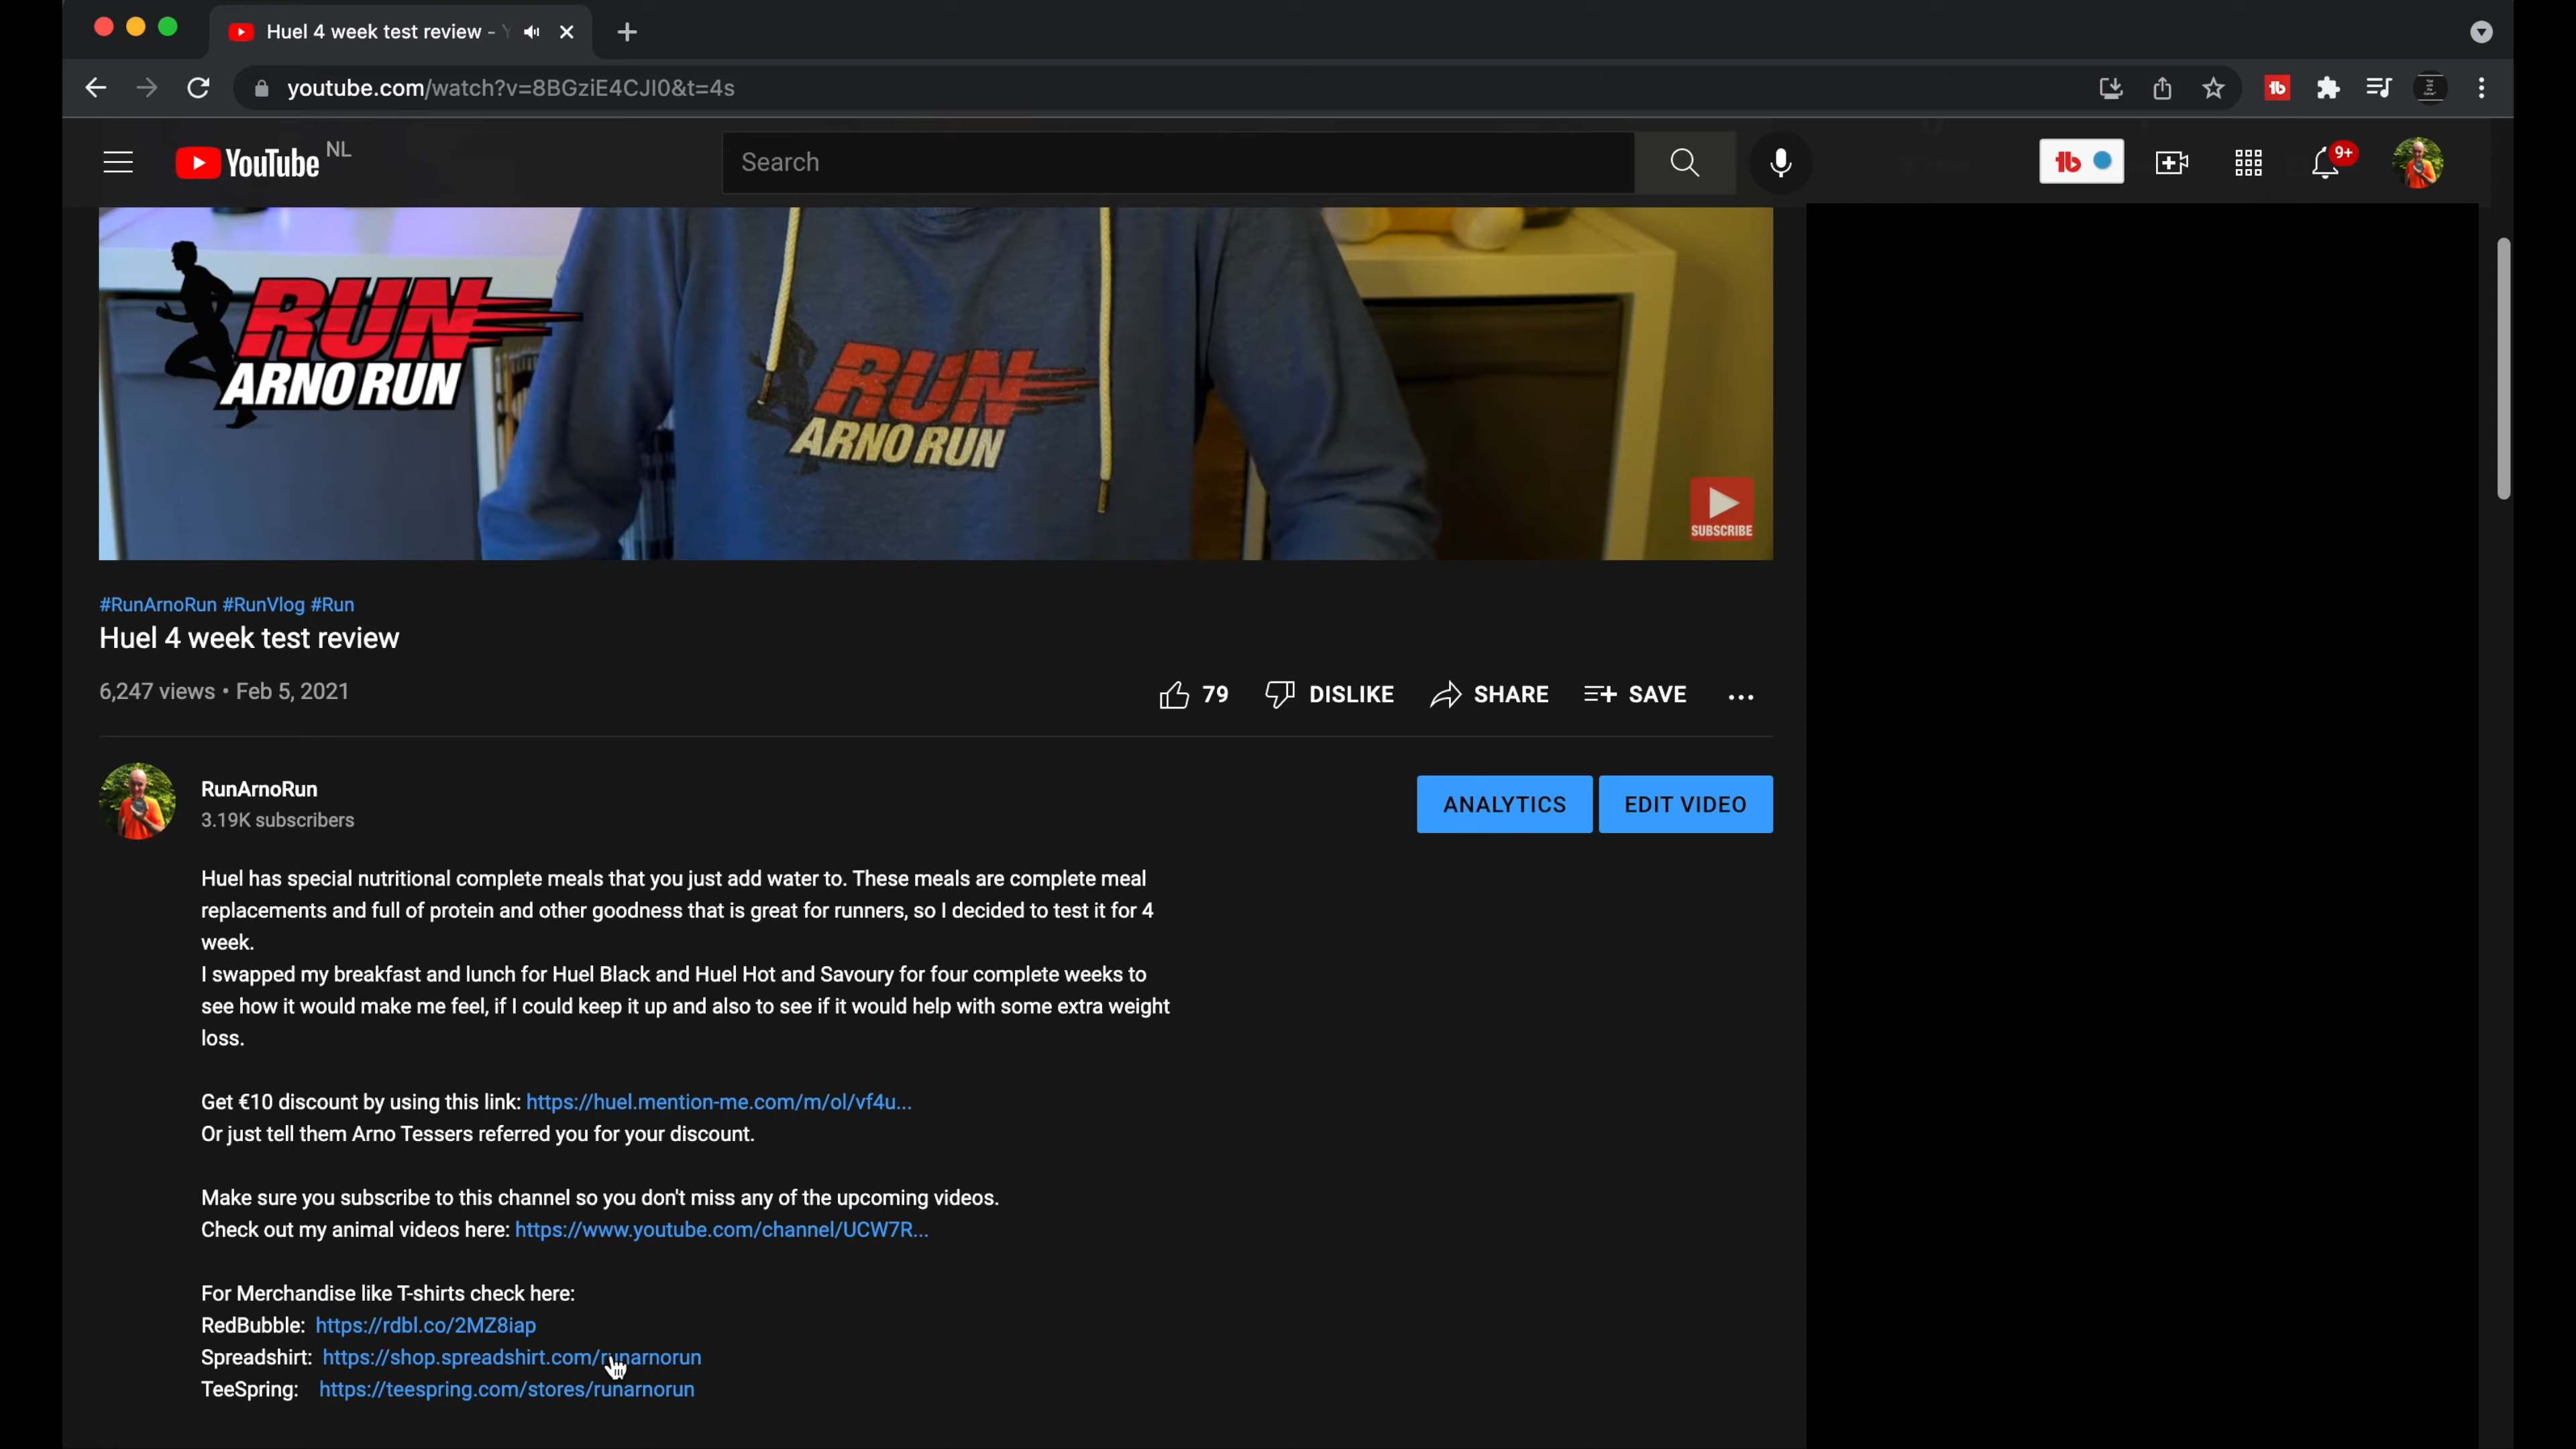 Huel 4 week test review -
youtube.com/watch?v=8BGziE4CJI0&t=4s
YouTube NL
Search
9+
RUN
ARNO RUN
RUN
ARNO RUN
SUBSCRIBE
#RunArnoRun #RunVlog #Run
Huel 4 week test review
6,247 views • Feb 5, 2021
79 DISLIKE SHARE SAVE ...
RunArnoRun
3.19K subscribers
ANALYTICS EDIT VIDEO
Huel has special nutritional complete meals that you just add water to. These meals are complete meal
replacements and full of protein and other goodness that is great for runners, so I decided to test it for 4
week.
I swapped my breakfast and lunch for Huel Black and Huel Hot and Savoury for four complete weeks to
see how it would make me feel, if I could keep it up and also to see if it would help with some extra weight
loss.
Get €10 discount by using this link: https://huel.mention-me.com/m/ol/vf4u...
Or just tell them Arno Tessers referred you for your discount.
Make sure you subscribe to this channel so you don't miss any of the upcoming videos.
Check out my animal videos here: https://www.youtube.com/channel/UCW7R...
For Merchandise like T-shirts check here:
RedBubble: https://rdbl.co/2MZ8iap
Spreadshirt: https://shop.spreadshirt.com/runarnorun
TeeSpring: https://teespring.com/stores/runarnorun